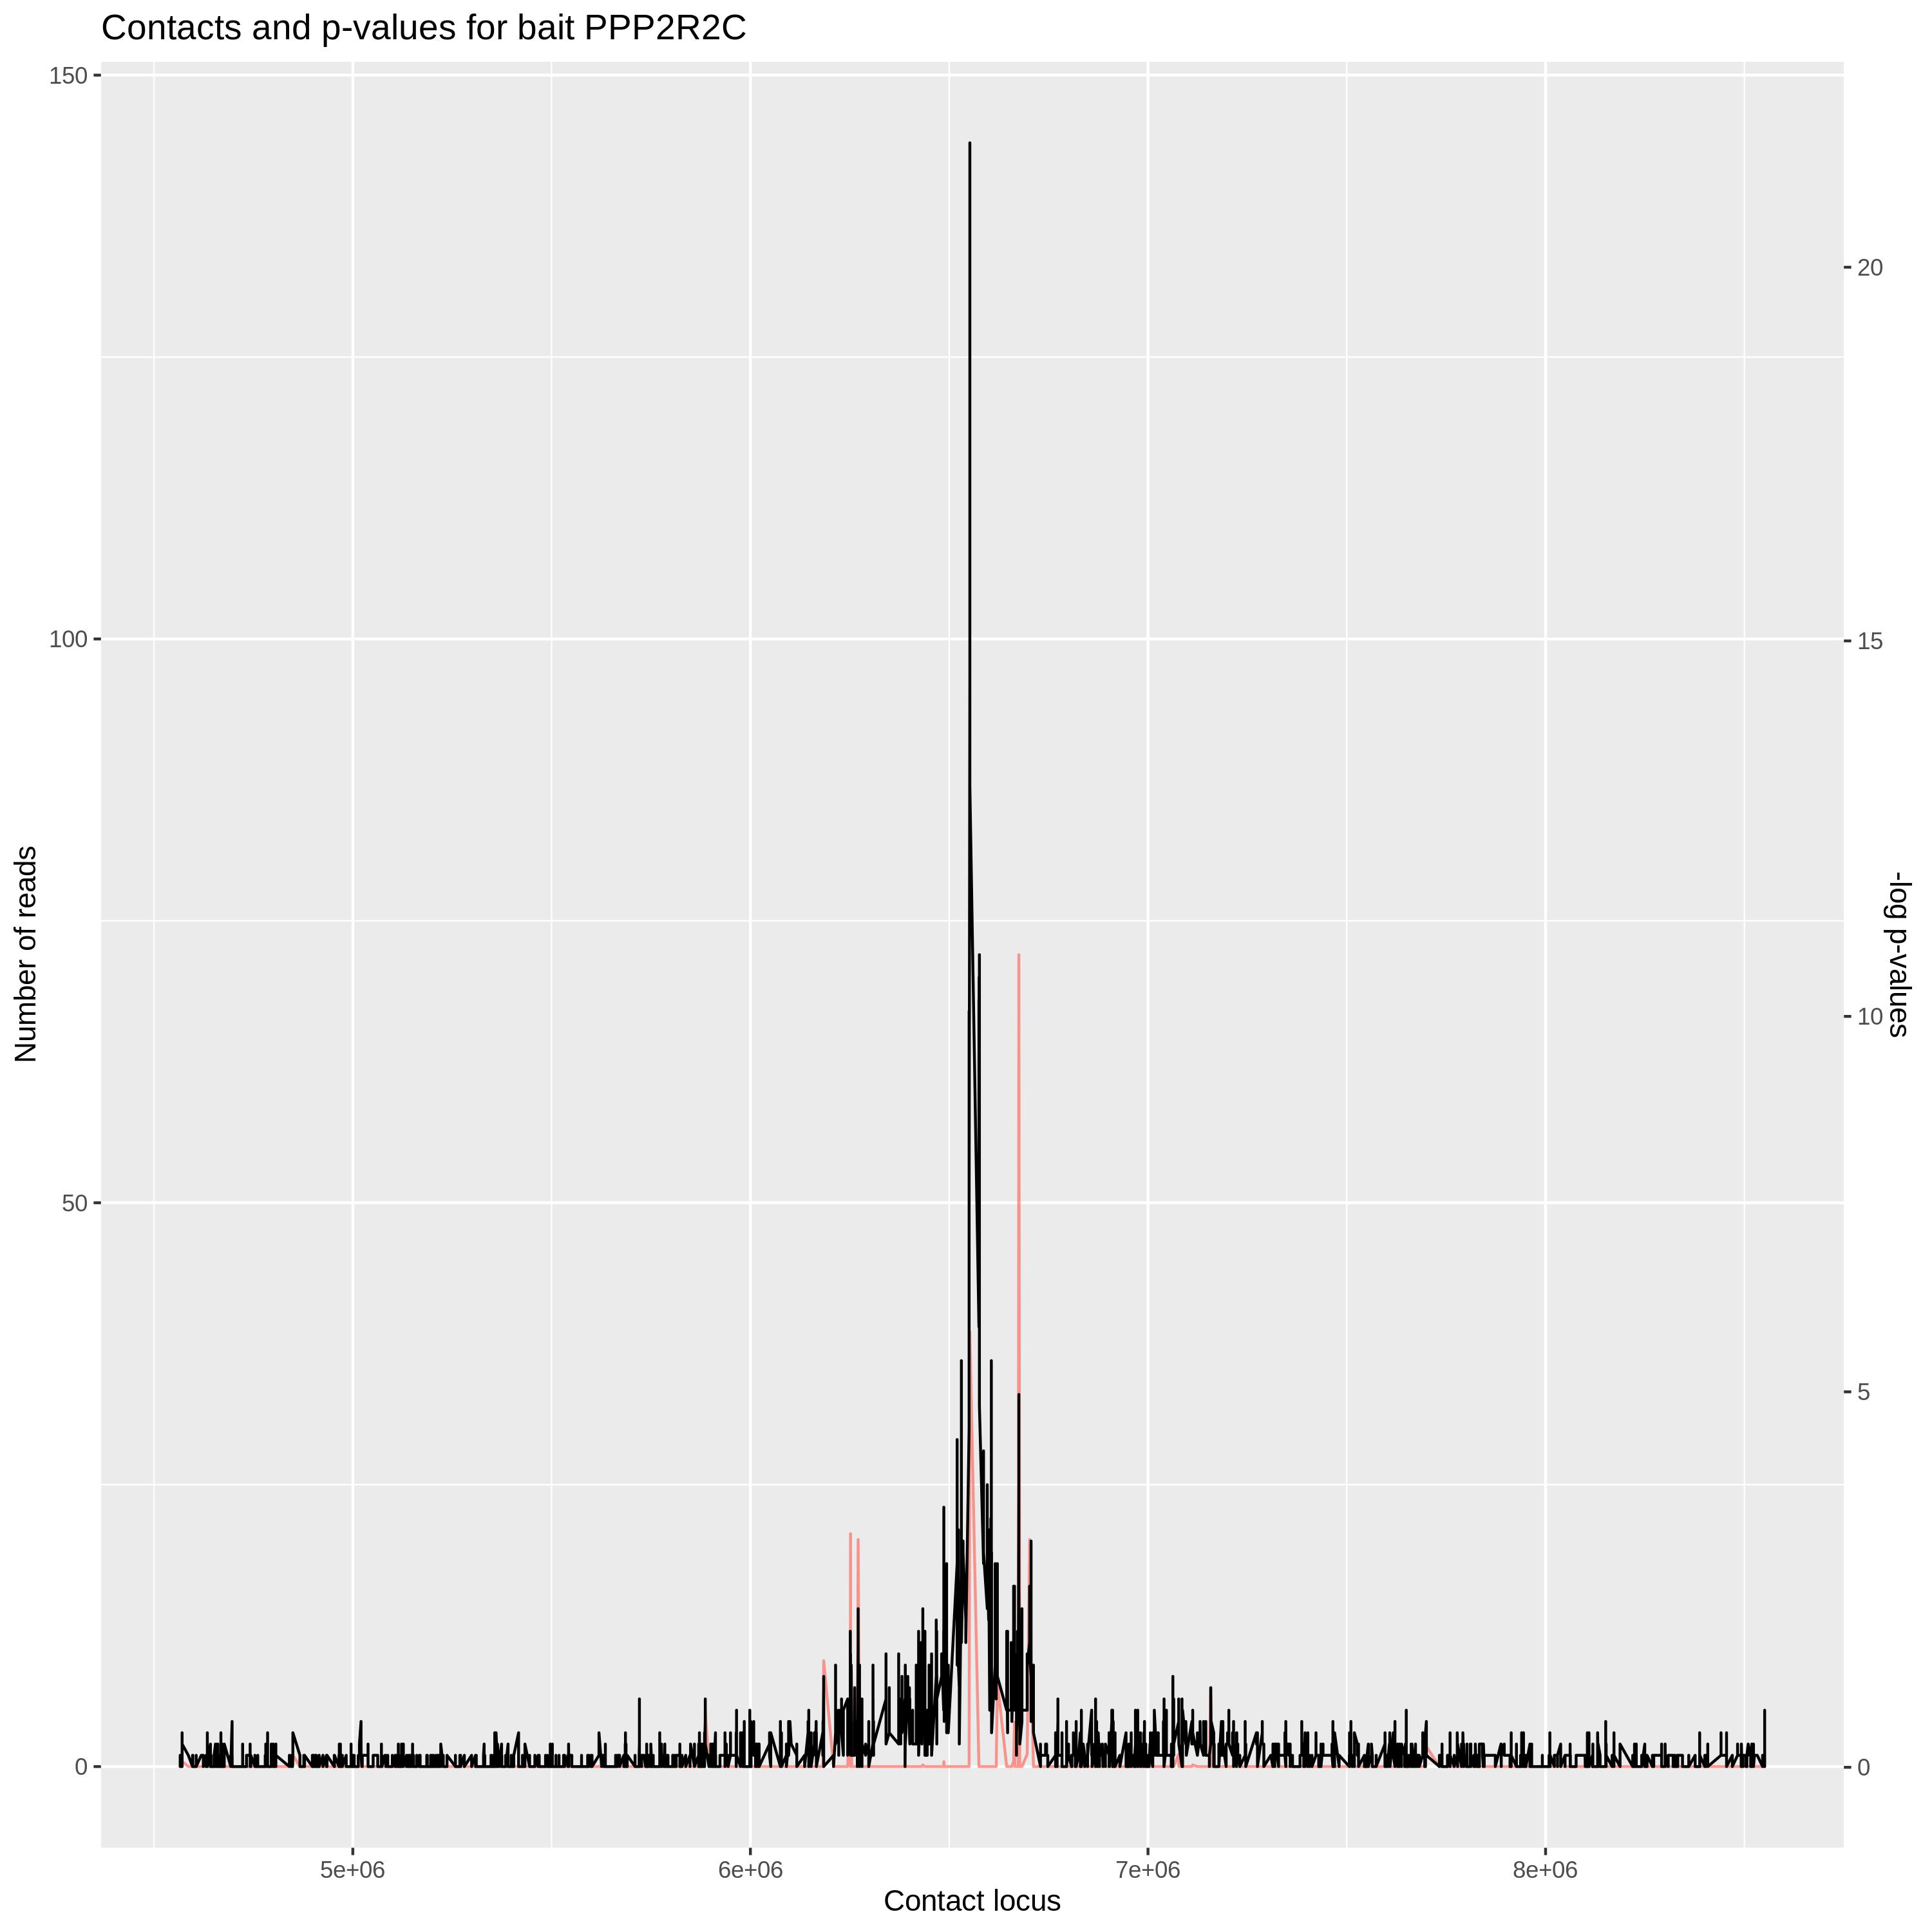 Contacts and p-values for bait PPP2R2C
150
100
50
0
Number of reads
20
15
10
5
0
-log p-values
5e+06
6e+06
7e+06
8e+06
Contact locus